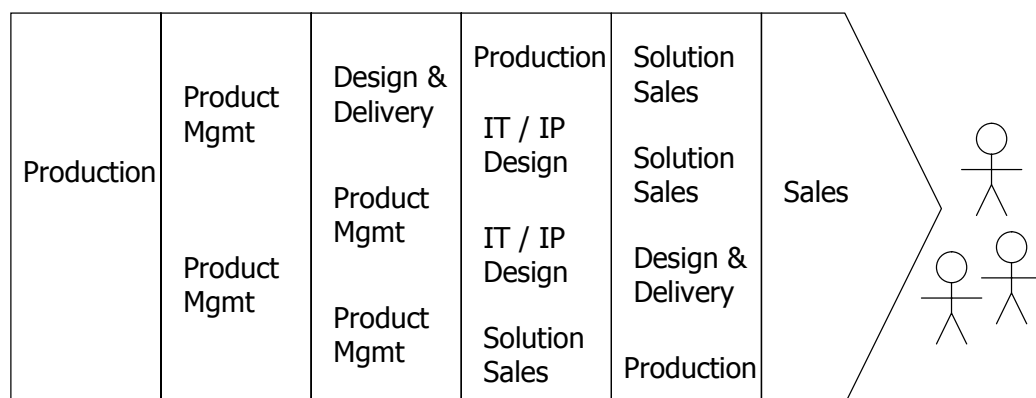 Production
Product
Mgmt
Product
Mgmt
Design &
Delivery
Product
Mgmt
Product
Mgmt
Production
IT / IP
Design
IT / IP
Design
Solution
Sales
Solution
Sales
Solution
Sales
Design &
Delivery
Production
Sales